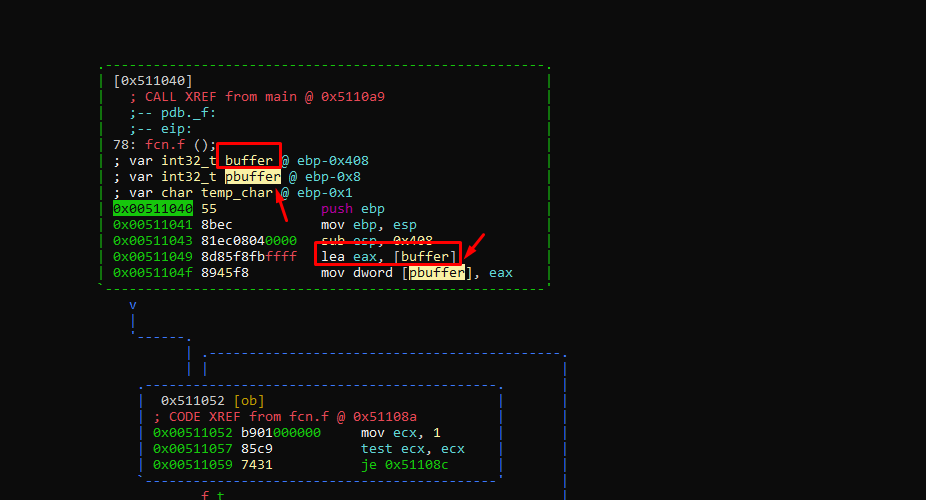 [0x511040]
; CALL XREF from main @ 0x5110a9
;-- pdb._f:
;-- eip:
78: fcn.f ();
; var int32_t buffer @ ebp-0x408
; var int32_t pbuffer @ ebp-0x8
; var char temp_char @ ebp-0x1
0x00511040 55 push ebp
0x00511041 8bec mov ebp, esp
0x00511043 81ec08040000 sub esp, 0x408
0x00511049 8d85f8fbffff lea eax, [buffer]
0x0051104f 8945f8 mov dword [pbuffer], eax
v
0x511052 [ob]
; CODE XREF from fcn.f @ 0x51108a
0x00511052 b901000000 mov ecx, 1
0x00511057 85c9 test ecx, ecx
0x00511059 7431 je 0x51108c
f t